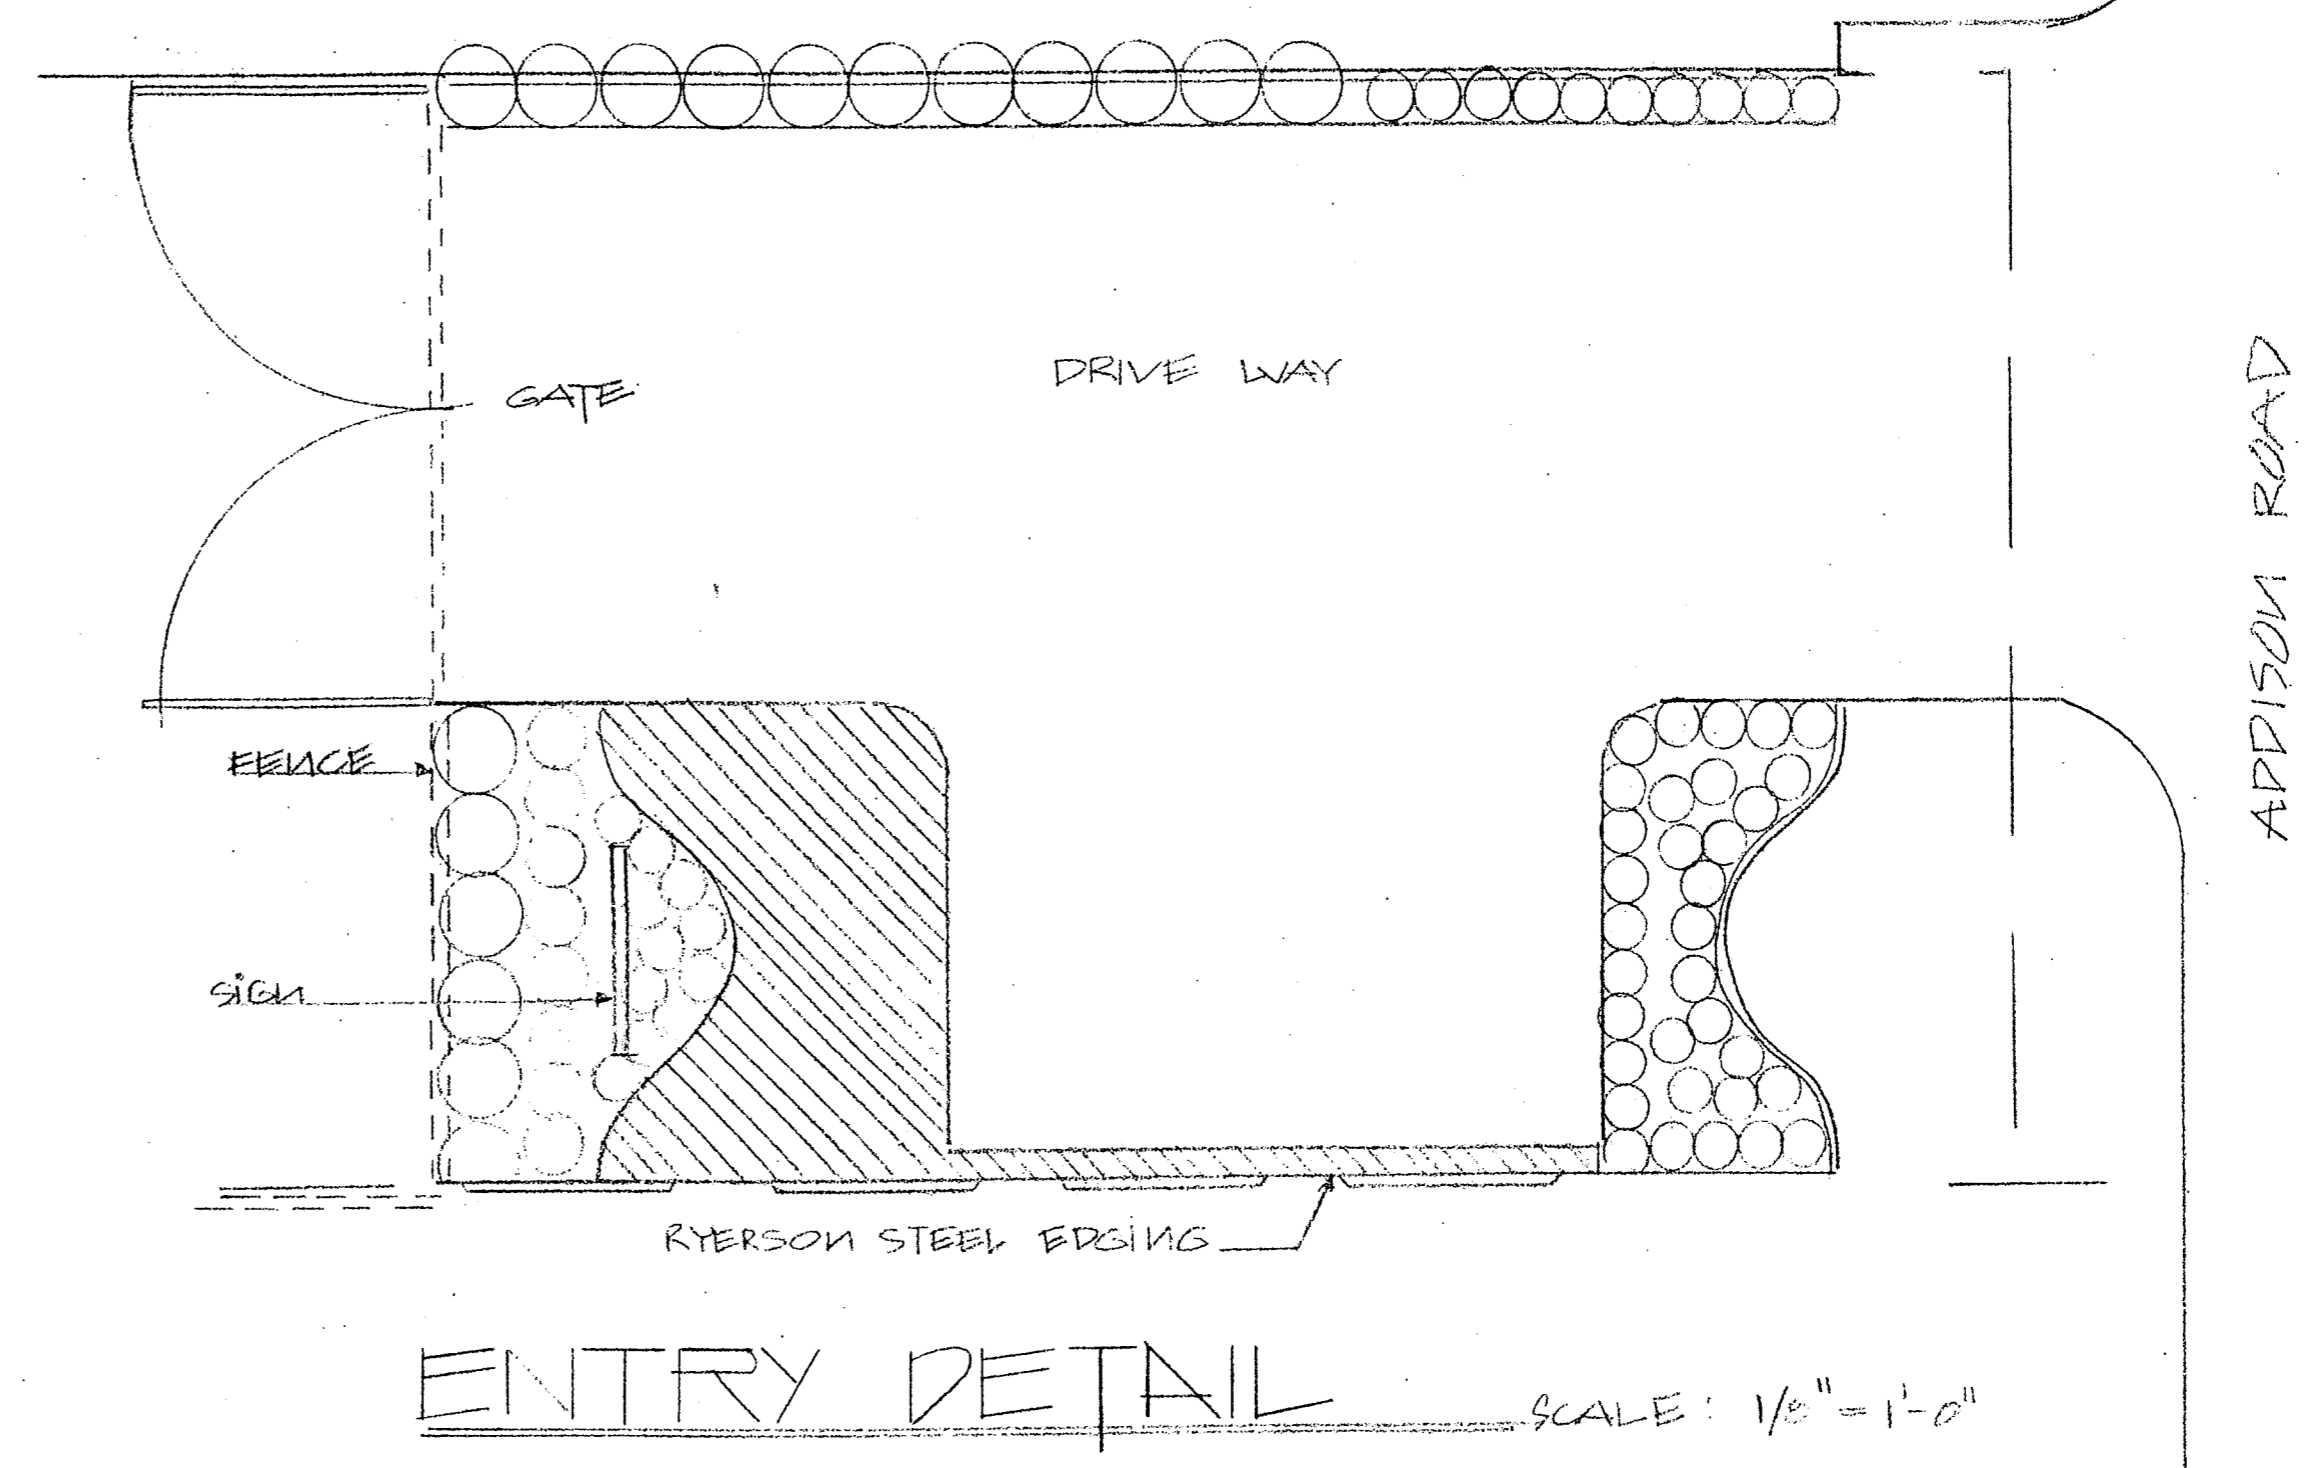 DRIVE WAY
GATE
ADDISON ROAD
FENCE
SIGN
RYERSON STEEL EDGING
ENTRY DETAIL
SCALE: 1/8" = 1'-0"